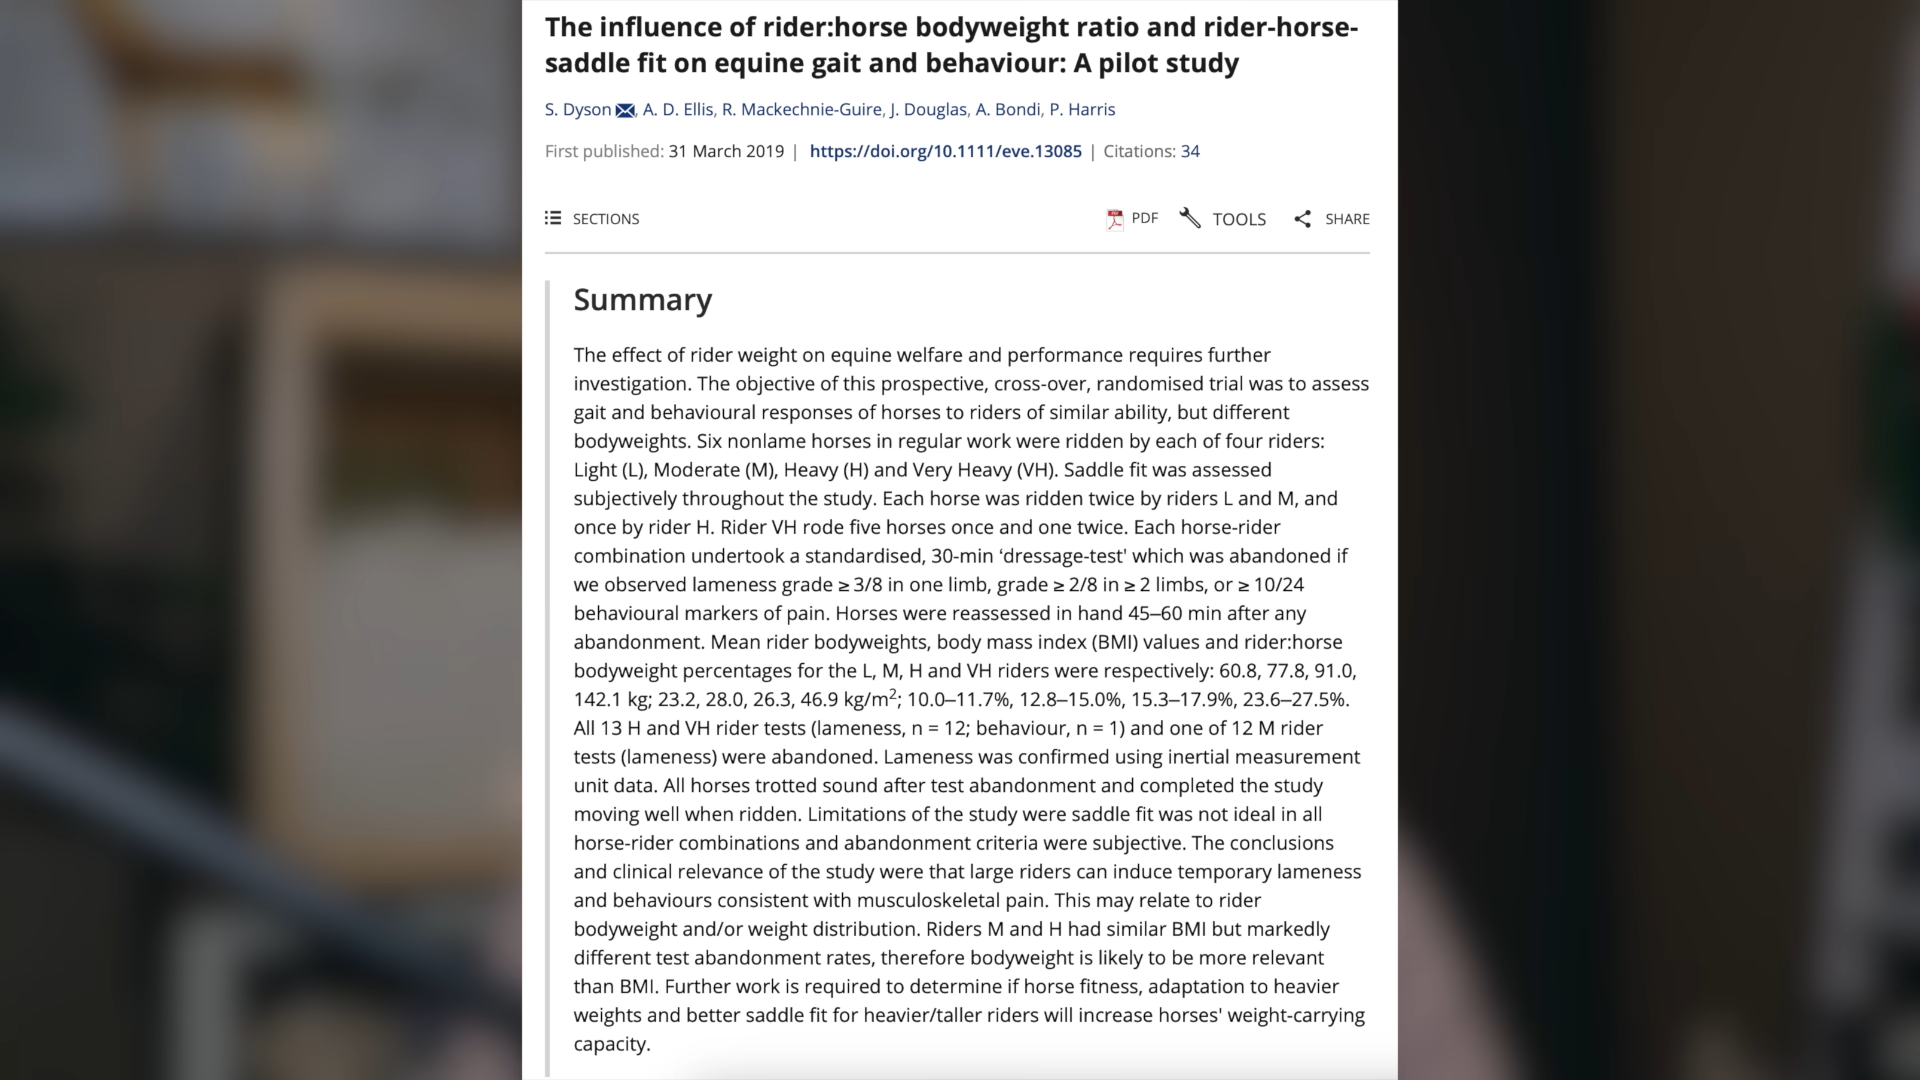 The influence of rider:horse bodyweight ratio and rider-horse-
saddle fit on equine gait and behaviour: A pilot study
S. Dyson, A. D. Ellis, R. Mackechnie-Guire, J. Douglas, A. Bondi, P. Harris
First published: 31 March 2019 | https://doi.org/10.1111/eve.13085 | Citations: 34
SECTIONS PDF TOOLS SHARE
Summary
The effect of rider weight on equine welfare and performance requires further
investigation. The objective of this prospective, cross-over, randomised trial was to assess
gait and behavioural responses of horses to riders of similar ability, but different
bodyweights. Six nonlame horses in regular work were ridden by each of four riders:
Light (L), Moderate (M), Heavy (H) and Very Heavy (VH). Saddle fit was assessed
subjectively throughout the study. Each horse was ridden twice by riders L and M, and
once by rider H. Rider VH rode five horses once and one twice. Each horse-rider
combination undertook a standardised, 30-min ‘dressage-test' which was abandoned if
we observed lameness grade ≥ 3/8 in one limb, grade ≥ 2/8 in ≥ 2 limbs, or ≥ 10/24
behavioural markers of pain. Horses were reassessed in hand 45–60 min after any
abandonment. Mean rider bodyweights, body mass index (BMI) values and rider:horse
bodyweight percentages for the L, M, H and VH riders were respectively: 60.8, 77.8, 91.0,
142.1 kg; 23.2, 28.0, 26.3, 46.9 kg/m²; 10.0–11.7%, 12.8–15.0%, 15.3–17.9%, 23.6–27.5%.
All 13 H and VH rider tests (lameness, n = 12; behaviour, n = 1) and one of 12 M rider
tests (lameness) were abandoned. Lameness was confirmed using inertial measurement
unit data. All horses trotted sound after test abandonment and completed the study
moving well when ridden. Limitations of the study were saddle fit was not ideal in all
horse-rider combinations and abandonment criteria were subjective. The conclusions
and clinical relevance of the study were that large riders can induce temporary lameness
and behaviours consistent with musculoskeletal pain. This may relate to rider
bodyweight and/or weight distribution. Riders M and H had similar BMI but markedly
different test abandonment rates, therefore bodyweight is likely to be more relevant
than BMI. Further work is required to determine if horse fitness, adaptation to heavier
weights and better saddle fit for heavier/taller riders will increase horses' weight-carrying
capacity.